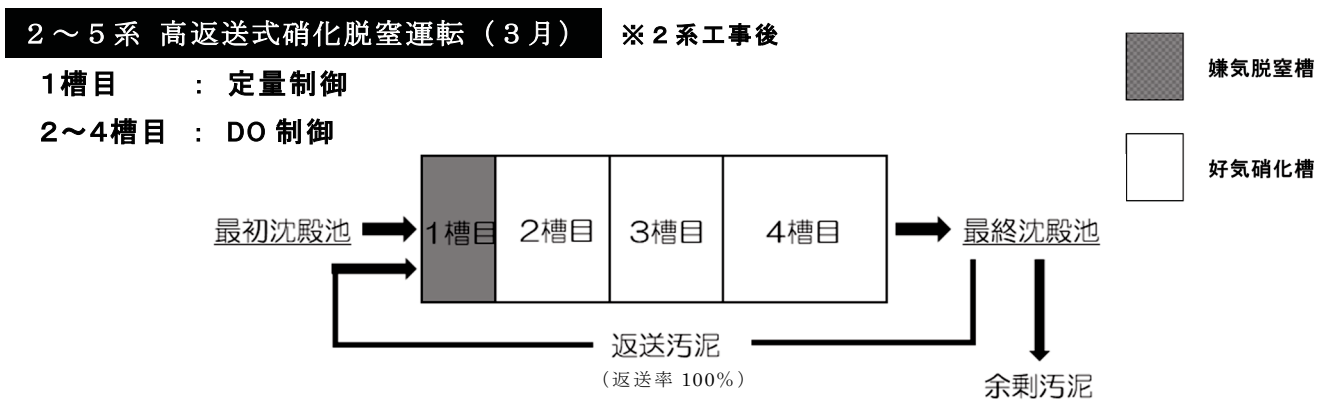 2～5系 高返送式硝化脱窒運転（3月） ※2系工事後
1槽目 ： 定量制御
2～4槽目 ： DO 制御
嫌気脱窒槽
好気硝化槽
最初沈殿池
1槽目
2槽目
3槽目
4槽目
最終沈殿池
返送汚泥
（返送率 100%）
余剰汚泥